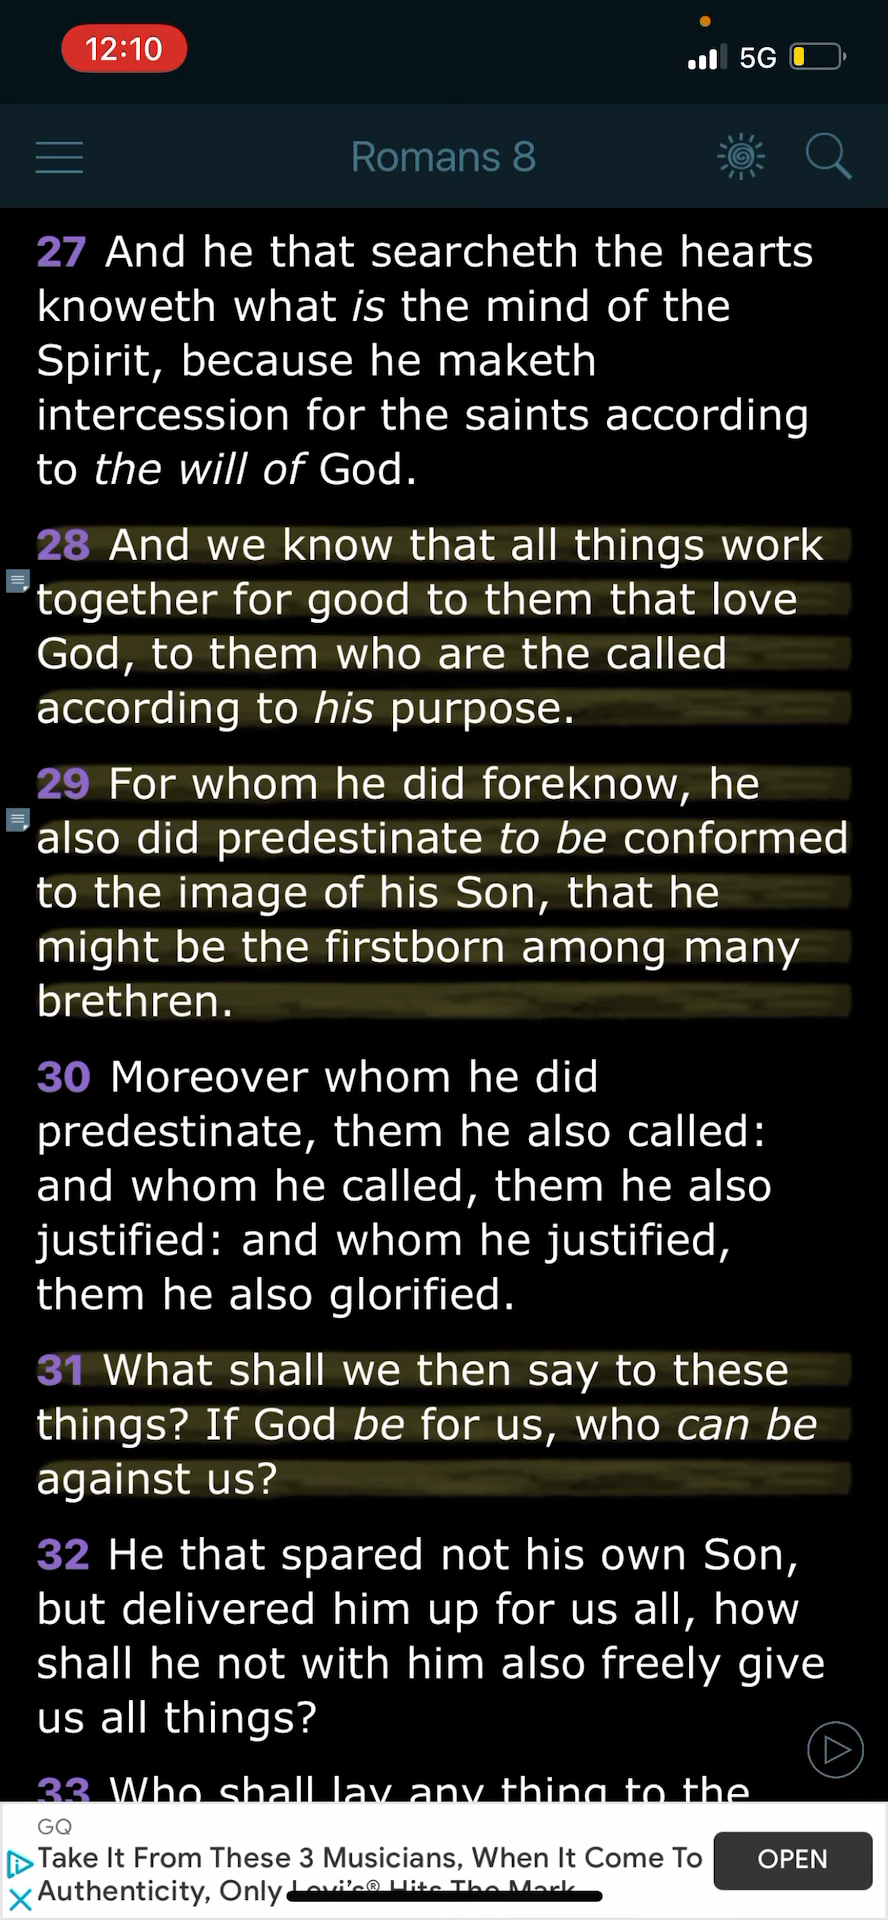 12:10
5G
Romans 8
27 And he that searcheth the hearts
knoweth what is the mind of the
Spirit, because he maketh
intercession for the saints according
to the will of God.
28 And we know that all things work
together for good to them that love
God, to them who are the called
according to his purpose.
29 For whom he did foreknow, he
also did predestinate to be conformed
to the image of his Son, that he
might be the firstborn among many
brethren.
30 Moreover whom he did
predestinate, them he also called:
and whom he called, them he also
justified: and whom he justified,
them he also glorified.
31 What shall we then say to these
things? If God be for us, who can be
against us?
32 He that spared not his own Son,
but delivered him up for us all, how
shall he not with him also freely give
us all things?
33 Who shall lay any thing to the
GQ
Take It From These 3 Musicians, When It Come To
Authenticity, Only Levi's® Hits The Mark
OPEN